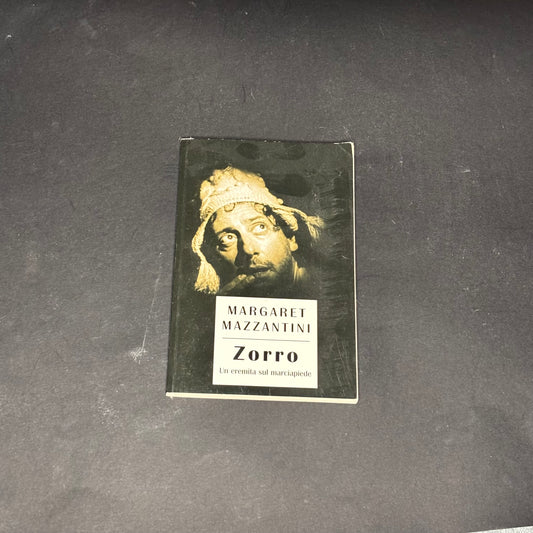 MARGARET
MAZZANTINI
Zorro
Un eremita sul marciapiede